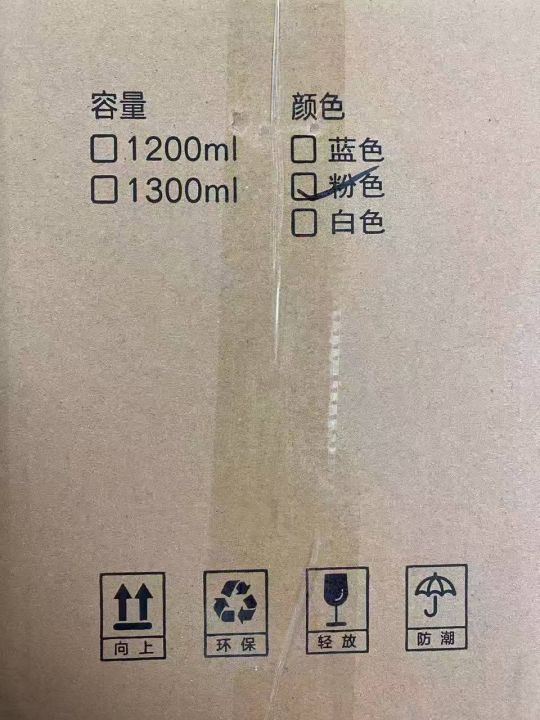 容量
1200ml
1300ml
颜色
蓝色
粉色
白色
向上
环保
轻放
防潮